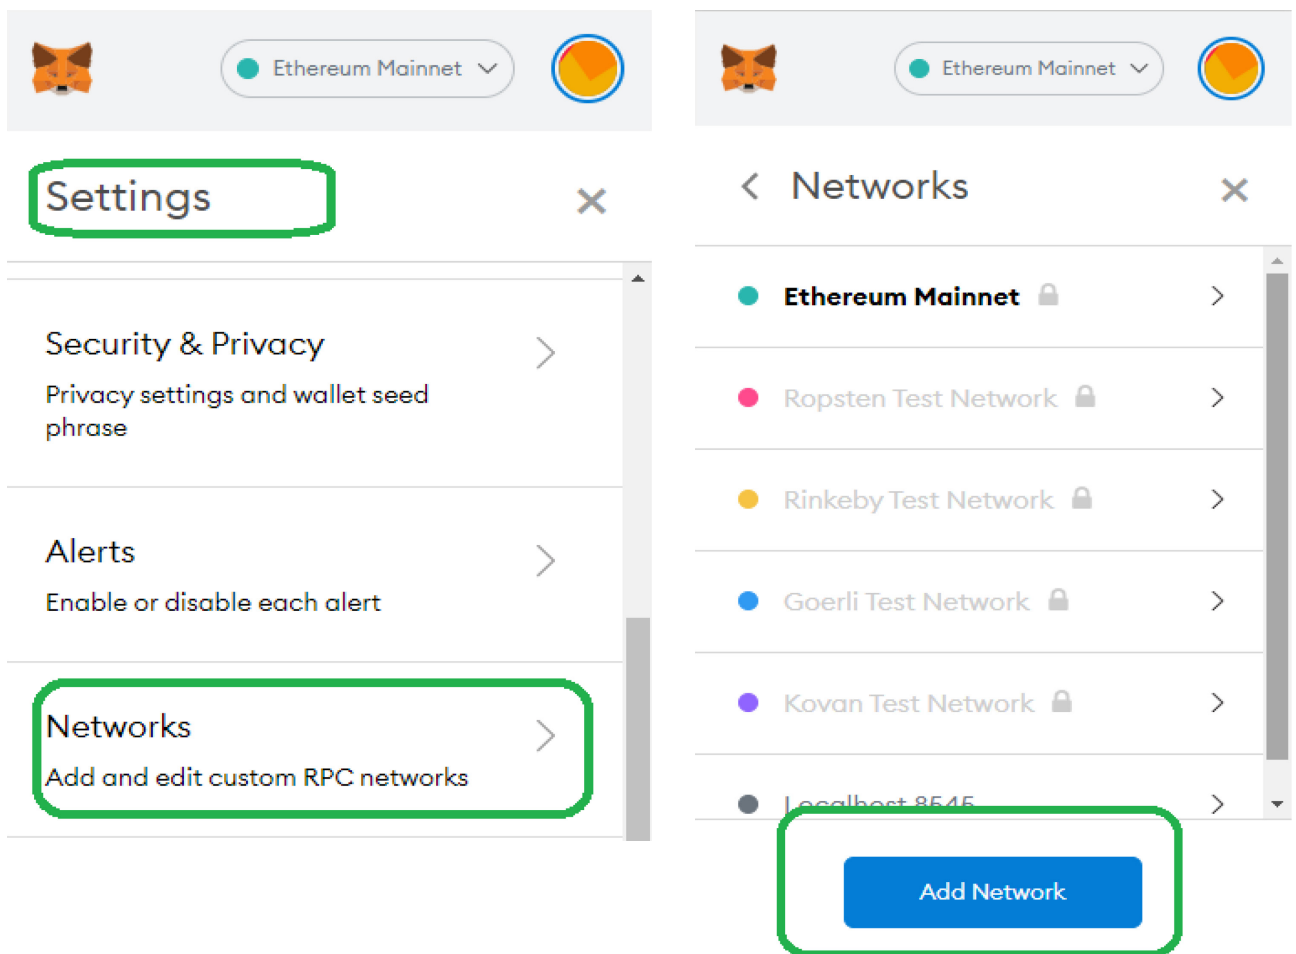 Ethereum Mainnet
Settings
Security & Privacy
Privacy settings and wallet seed
phrase
Alerts
Enable or disable each alert
Networks
Add and edit custom RPC networks
Ethereum Mainnet
Networks
Ethereum Mainnet
Ropsten Test Network
Rinkeby Test Network
Goerli Test Network
Kovan Test Network
Localhost 8545
Add Network